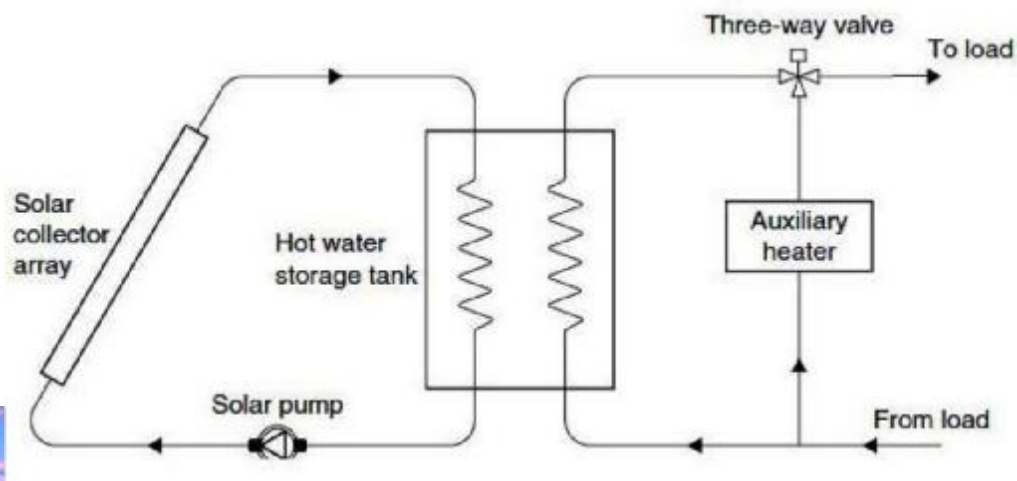 Three-way valve
To load
Solar
collector
array
Hot water
storage tank
Auxiliary
heater
Solar pump
From load